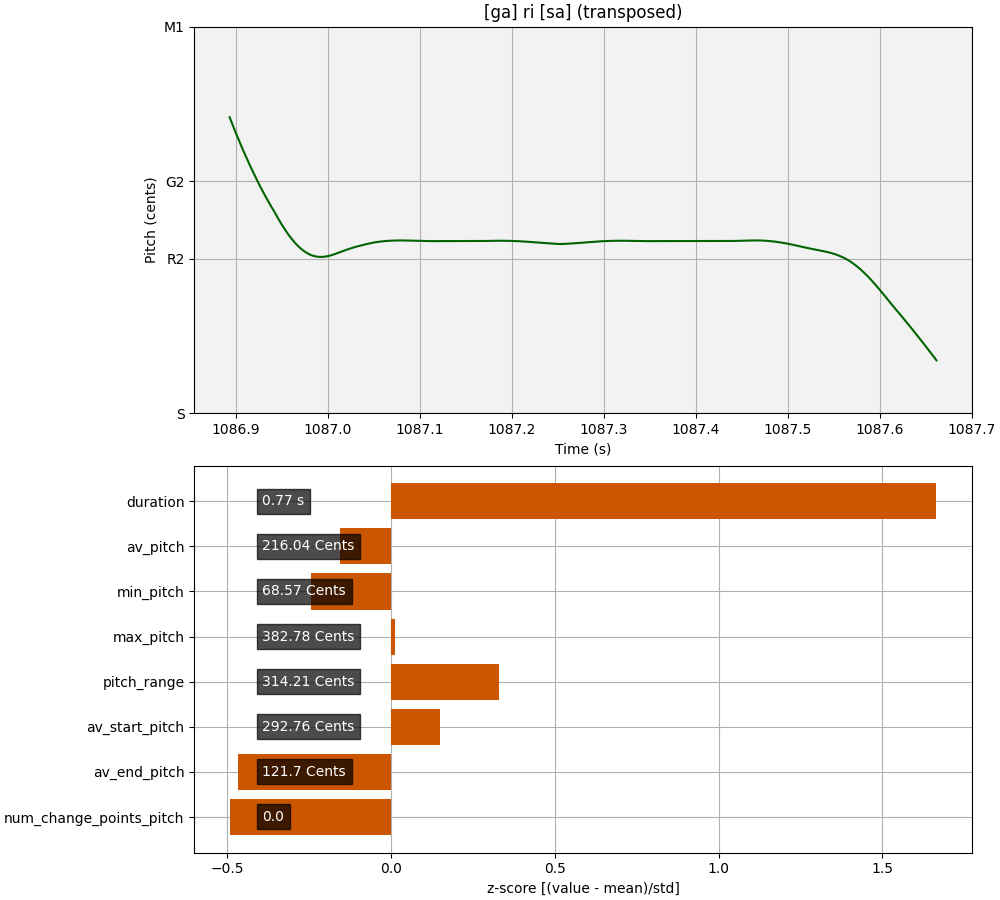 [ga] ri [sa] (transposed)
M1
G2
R2
S
Pitch (cents)
1086.9 1087.0 1087.1 1087.2 1087.3 1087.4 1087.5 1087.6 1087.7
Time (s)
duration 0.77 s
av_pitch 216.04 Cents
min_pitch 68.57 Cents
max_pitch 382.78 Cents
pitch_range 314.21 Cents
av_start_pitch 292.76 Cents
av_end_pitch 121.7 Cents
num_change_points_pitch 0.0
−0.5 0.0 0.5 1.0 1.5
z-score [(value - mean)/std]